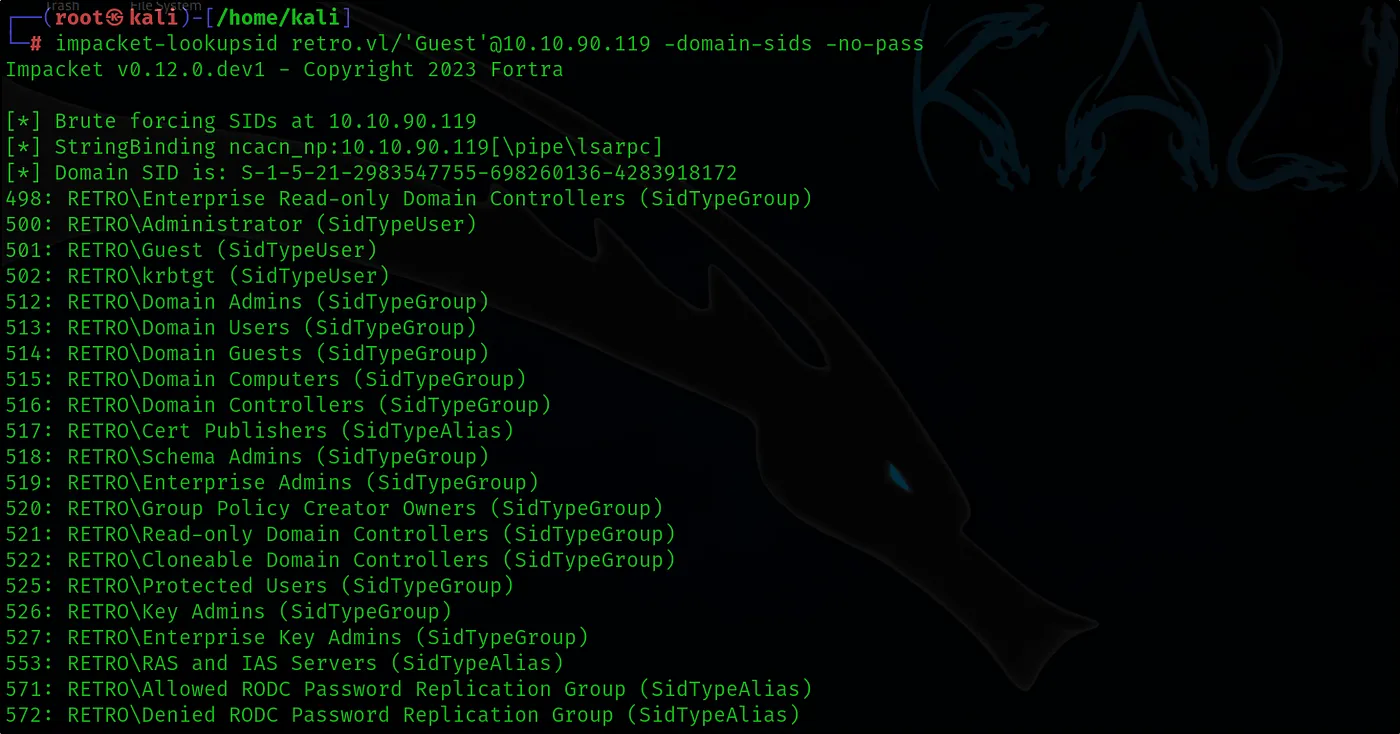 Trash File System
┌──(root㉿kali)-[/home/kali]
└─# impacket-lookupsid retro.vl/'Guest'@10.10.90.119 -domain-sids -no-pass
Impacket v0.12.0.dev1 - Copyright 2023 Fortra
[*] Brute forcing SIDs at 10.10.90.119
[*] StringBinding ncacn_np:10.10.90.119[\pipe\lsarpc]
[*] Domain SID is: S-1-5-21-2983547755-698260136-4283918172
498: RETRO\Enterprise Read-only Domain Controllers (SidTypeGroup)
500: RETRO\Administrator (SidTypeUser)
501: RETRO\Guest (SidTypeUser)
502: RETRO\krbtgt (SidTypeUser)
512: RETRO\Domain Admins (SidTypeGroup)
513: RETRO\Domain Users (SidTypeGroup)
514: RETRO\Domain Guests (SidTypeGroup)
515: RETRO\Domain Computers (SidTypeGroup)
516: RETRO\Domain Controllers (SidTypeGroup)
517: RETRO\Cert Publishers (SidTypeAlias)
518: RETRO\Schema Admins (SidTypeGroup)
519: RETRO\Enterprise Admins (SidTypeGroup)
520: RETRO\Group Policy Creator Owners (SidTypeGroup)
521: RETRO\Read-only Domain Controllers (SidTypeGroup)
522: RETRO\Cloneable Domain Controllers (SidTypeGroup)
525: RETRO\Protected Users (SidTypeGroup)
526: RETRO\Key Admins (SidTypeGroup)
527: RETRO\Enterprise Key Admins (SidTypeGroup)
553: RETRO\RAS and IAS Servers (SidTypeAlias)
571: RETRO\Allowed RODC Password Replication Group (SidTypeAlias)
572: RETRO\Denied RODC Password Replication Group (SidTypeAlias)
KALI